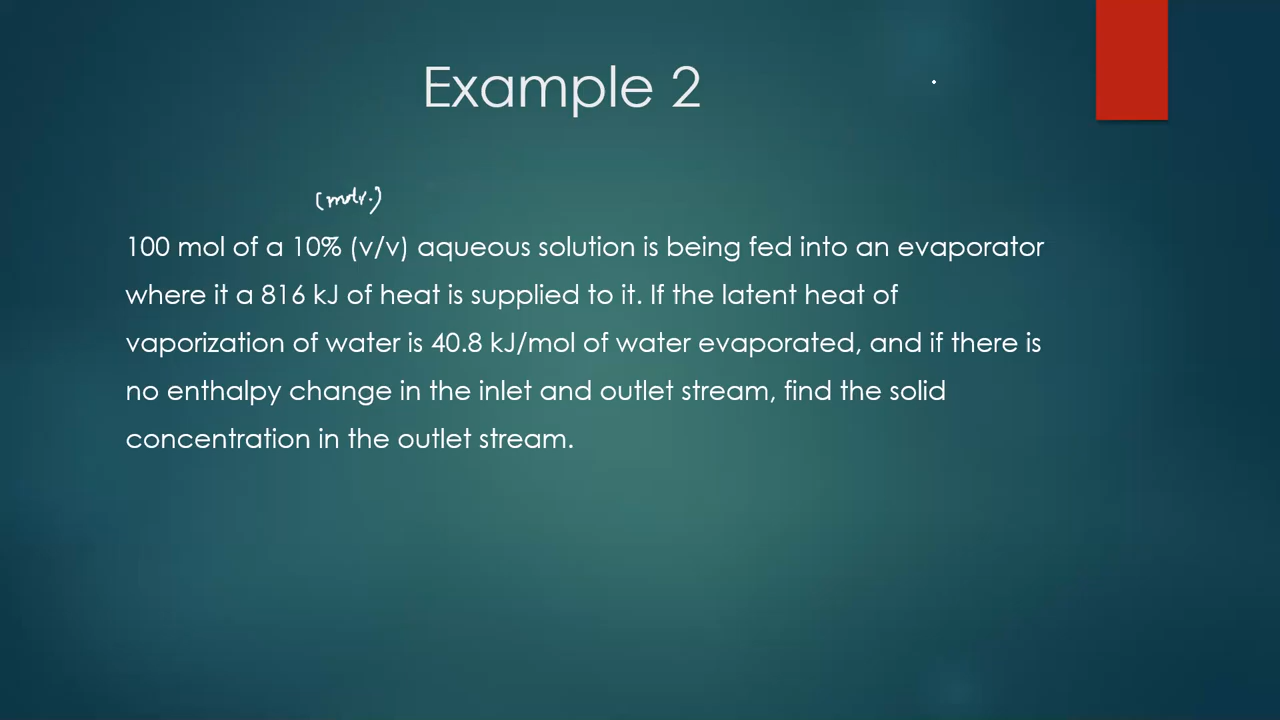 Example 2
(molr.)
100 mol of a 10% (v/v) aqueous solution is being fed into an evaporator
where it a 816 kJ of heat is supplied to it. If the latent heat of
vaporization of water is 40.8 kJ/mol of water evaporated, and if there is
no enthalpy change in the inlet and outlet stream, find the solid
concentration in the outlet stream.